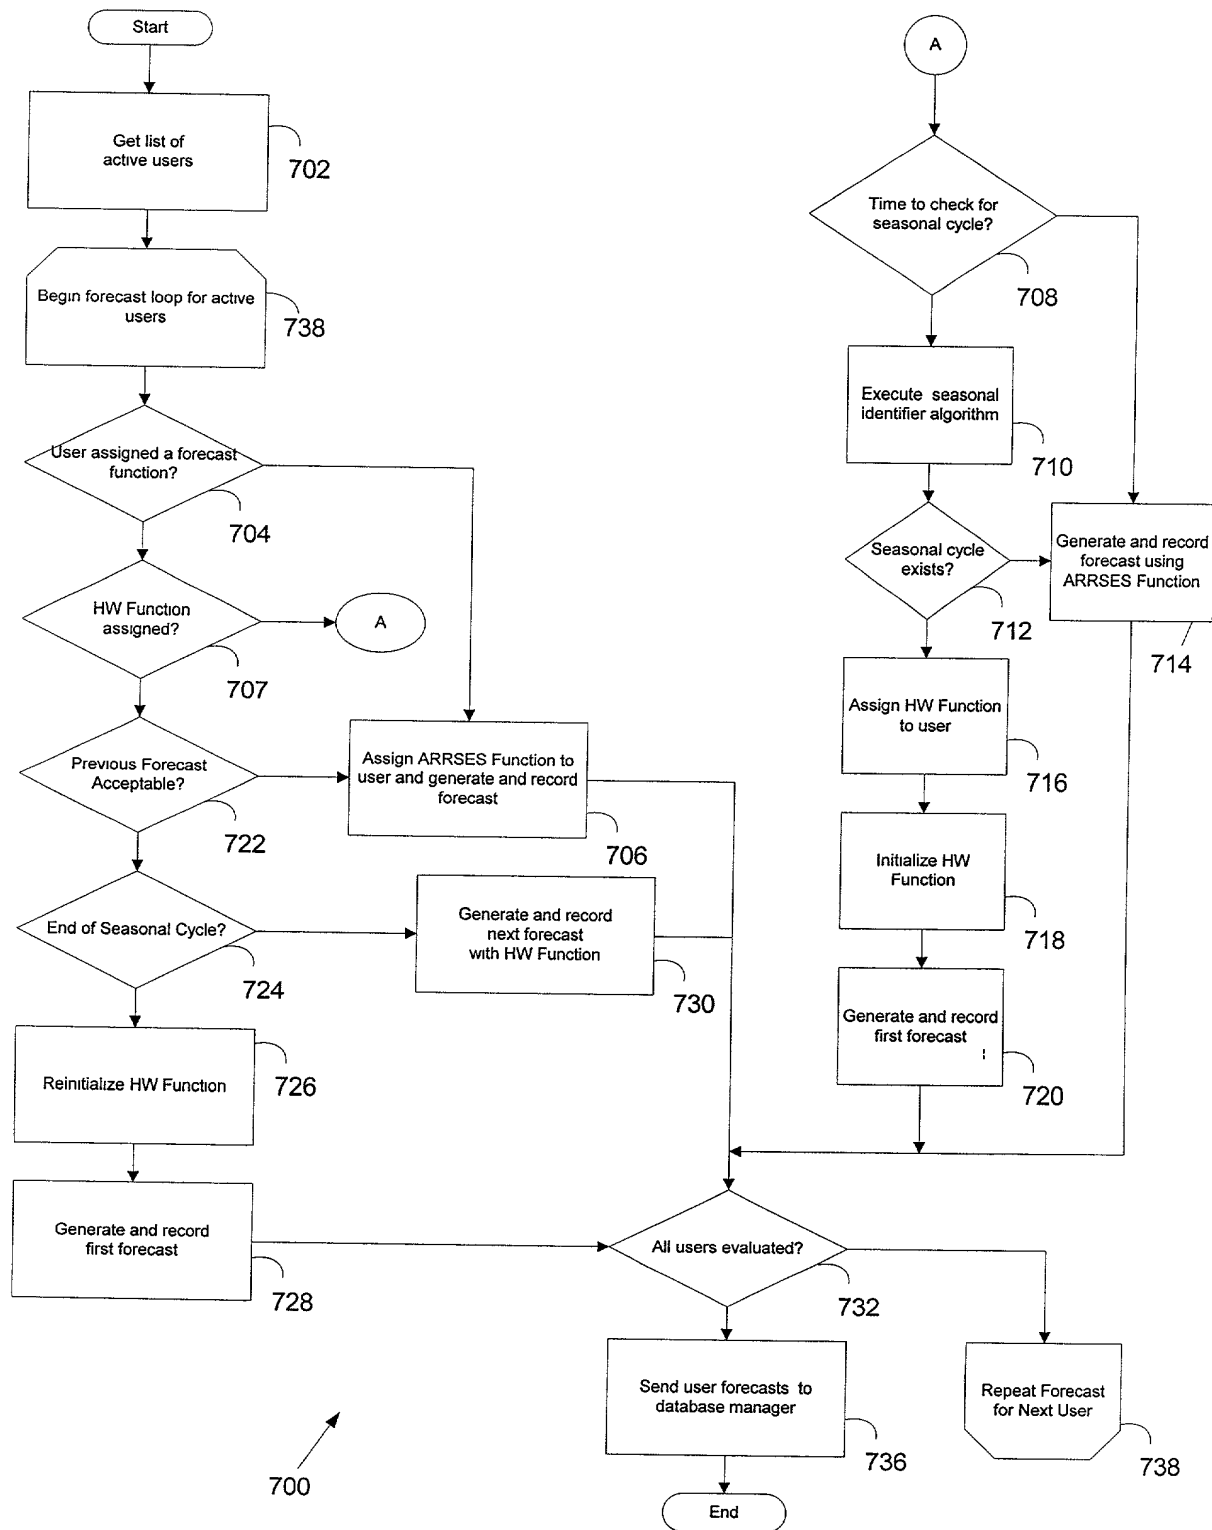 Start
Get list of
active users
702
Begin forecast loop for active
users
738
User assigned a forecast
function?
704
HW Function
assigned?
A
707
Previous Forecast
Acceptable?
722
Assign ARRSES Function to
user and generate and record
forecast
706
End of Seasonal Cycle?
724
Generate and record
next forecast
with HW Function
730
Reinitialize HW Function
726
Generate and record
first forecast
728
A
Time to check for
seasonal cycle?
708
Execute seasonal
identifier algorithm
710
Seasonal cycle
exists?
712
Generate and record
forecast using
ARRSES Function
714
Assign HW Function
to user
716
Initialize HW
Function
718
Generate and record
first forecast
720
All users evaluated?
732
Send user forecasts to
database manager
736
Repeat Forecast
for Next User
738
End
700